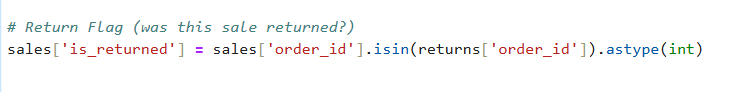 # Return Flag (was this sale returned?)
sales['is_returned'] = sales['order_id'].isin(returns['order_id']).astype(int)